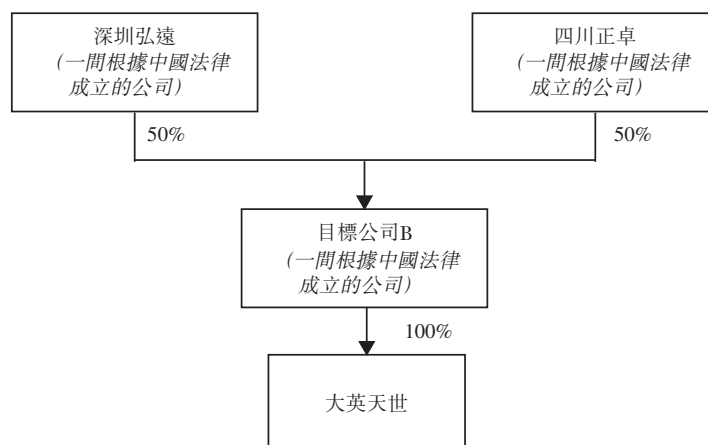 深圳弘遠
(一間根據中國法律
成立的公司)
四川正卓
(一間根據中國法律
成立的公司)
50%
50%
目標公司B
(一間根據中國法律
成立的公司)
100%
大英天世